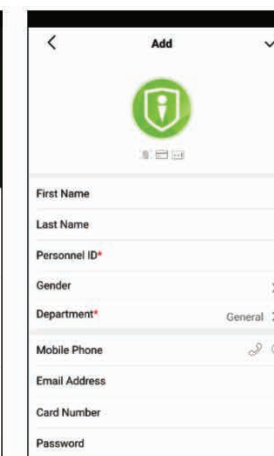 Add
First Name
Last Name
Personnel ID*
Gender
Department* General
Mobile Phone
Email Address
Card Number
Password